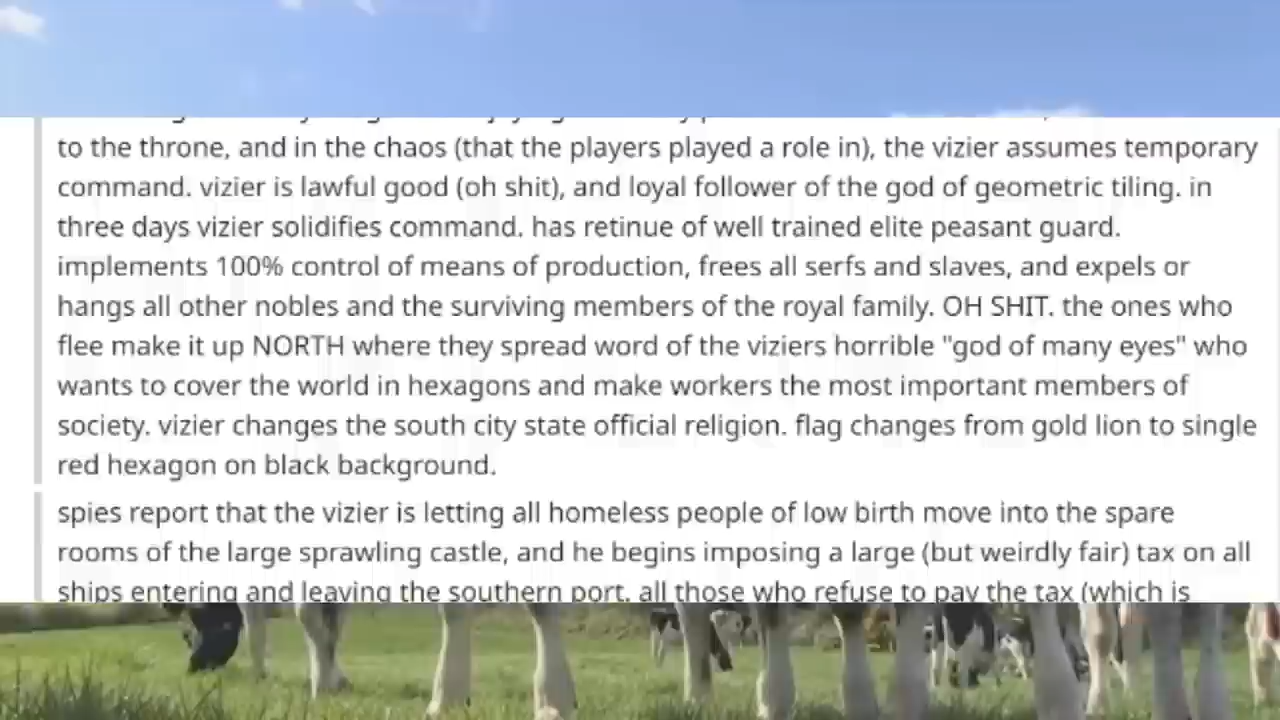 to the throne, and in the chaos (that the players played a role in), the vizier assumes temporary
command. vizier is lawful good (oh shit), and loyal follower of the god of geometric tiling. in
three days vizier solidifies command. has retinue of well trained elite peasant guard.
implements 100% control of means of production, frees all serfs and slaves, and expels or
hangs all other nobles and the surviving members of the royal family. OH SHIT. the ones who
flee make it up NORTH where they spread word of the viziers horrible "god of many eyes" who
wants to cover the world in hexagons and make workers the most important members of
society. vizier changes the south city state official religion. flag changes from gold lion to single
red hexagon on black background.
spies report that the vizier is letting all homeless people of low birth move into the spare
rooms of the large sprawling castle, and he begins imposing a large (but weirdly fair) tax on all
ships entering and leaving the southern port. all those who refuse to pay the tax (which is